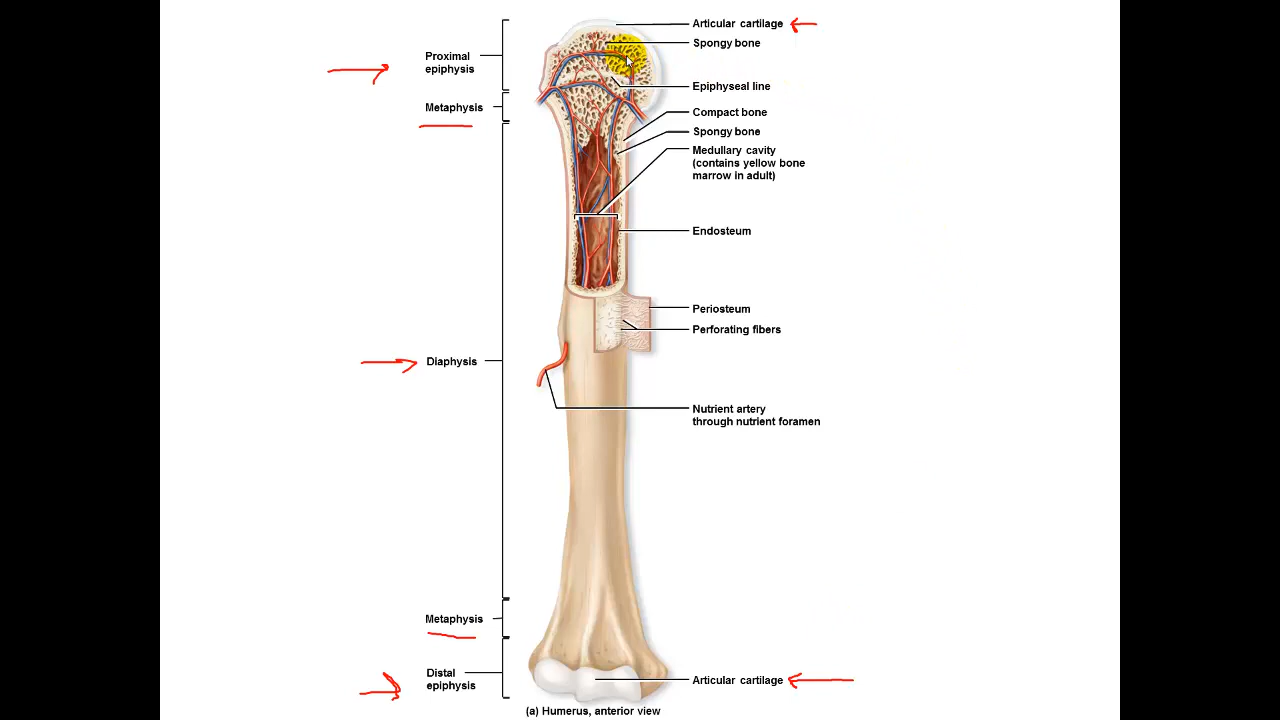 Articular cartilage
Spongy bone
Proximal
epiphysis
Epiphyseal line
Metaphysis
Compact bone
Spongy bone
Medullary cavity
(contains yellow bone
marrow in adult)
Endosteum
Periosteum
Perforating fibers
Diaphysis
Nutrient artery
through nutrient foramen
Metaphysis
Distal
epiphysis
Articular cartilage
(a) Humerus, anterior view